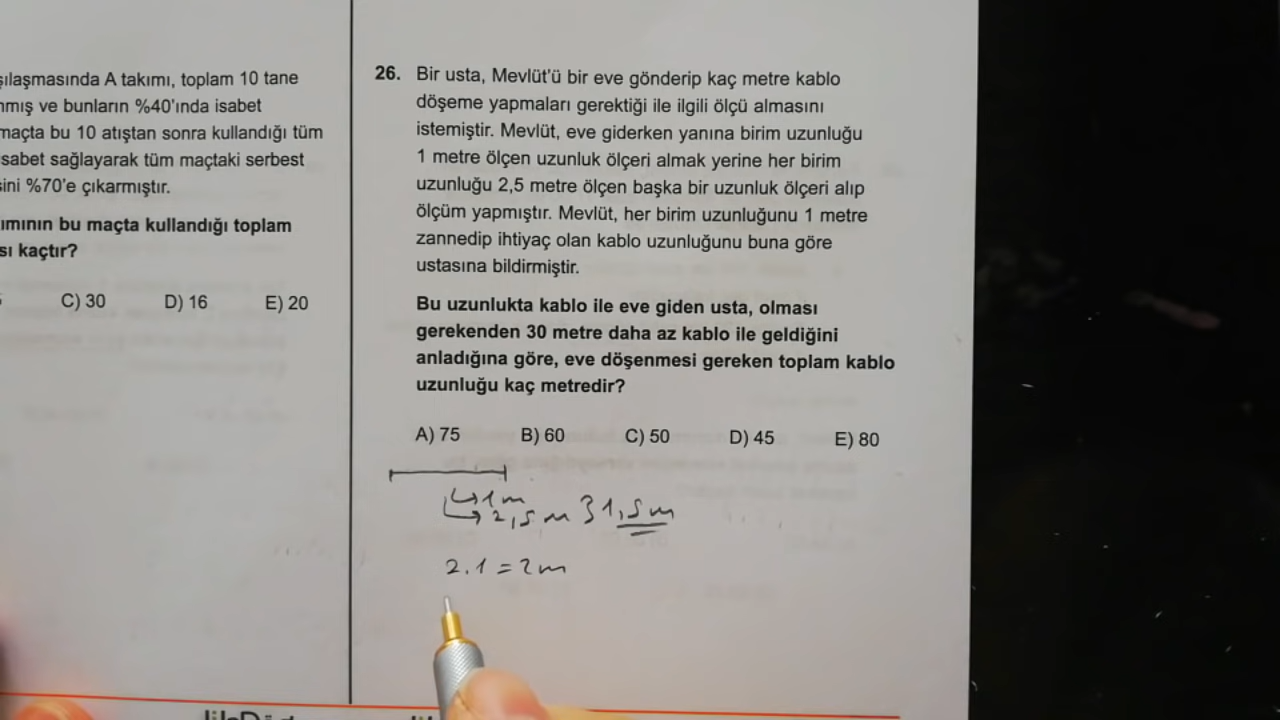 şılaşmasında A takımı, toplam 10 tane
nmış ve bunların %40'ında isabet
maçta bu 10 atıştan sonra kullandığı tüm
sabet sağlayarak tüm maçtaki serbest
sini %70'e çıkarmıştır.
ımının bu maçta kullandığı toplam
sı kaçtır?
C) 30 D) 16 E) 20
26. Bir usta, Mevlüt'ü bir eve gönderip kaç metre kablo
döşeme yapmaları gerektiği ile ilgili ölçü almasını
istemiştir. Mevlüt, eve giderken yanına birim uzunluğu
1 metre ölçen uzunluk ölçeri almak yerine her birim
uzunluğu 2,5 metre ölçen başka bir uzunluk ölçeri alıp
ölçüm yapmıştır. Mevlüt, her birim uzunluğunu 1 metre
zannedip ihtiyaç olan kablo uzunluğunu buna göre
ustasına bildirmiştir.
Bu uzunlukta kablo ile eve giden usta, olması
gerekenden 30 metre daha az kablo ile geldiğini
anladığına göre, eve döşenmesi gereken toplam kablo
uzunluğu kaç metredir?
A) 75 B) 60 C) 50 D) 45 E) 80
1m
2,5m } 1,5m
2.1=2m